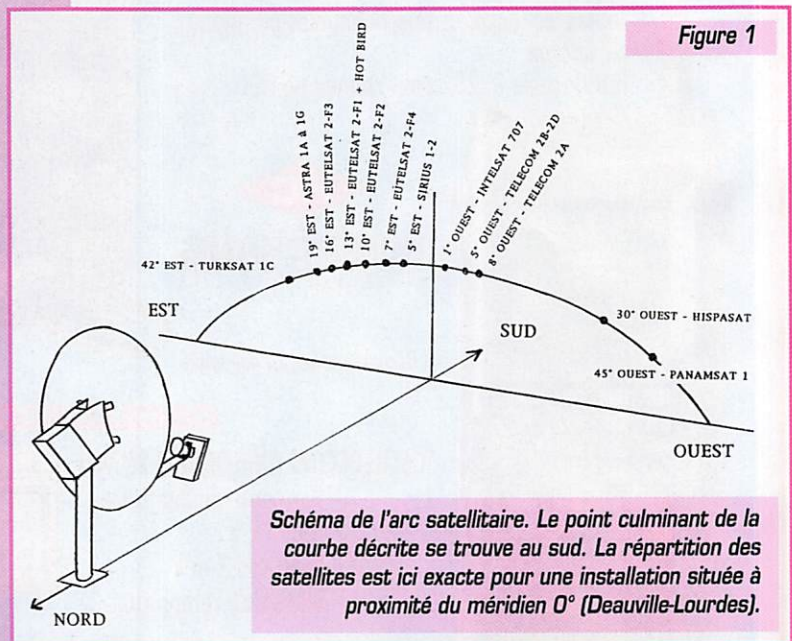 Figure 1
42° EST - TURKSAT 1C
19° EST - ASTRA 1A à 1G
16° EST - EUTELSAT 2-F3
13° EST - EUTELSAT 2-F1 + HOT BIRD
10° EST - EUTELSAT 2-F2
7° EST - EUTELSAT 2-F4
5° EST - SIRIUS 1-2
1° OUEST - INTELSAT 707
5° OUEST - TELECOM 2B-2D
8° OUEST - TELECOM 2A
30° OUEST - HISPASAT
45° OUEST - PANAMSAT 1
EST
SUD
OUEST
NORD
Schéma de l'arc satellitaire. Le point culminant de la
courbe décrite se trouve au sud. La répartition des
satellites est ici exacte pour une installation située à
proximité du méridien 0° (Deauville-Lourdes).